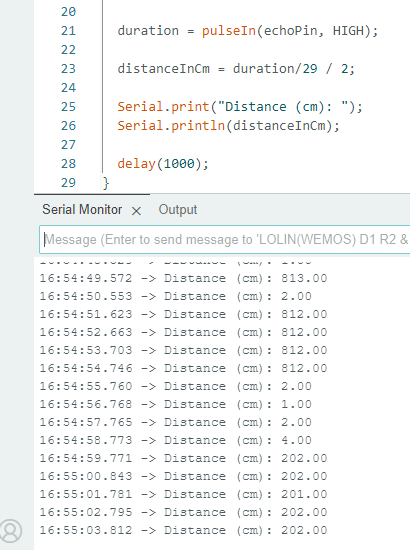 20
21 duration = pulseIn(echoPin, HIGH);
22
23 distanceInCm = duration/29 / 2;
24
25 Serial.print("Distance (cm): ");
26 Serial.println(distanceInCm);
27
28 delay(1000);
29 }
Serial Monitor × Output
Message (Enter to send message to 'LOLIN(WEMOS) D1 R2 &
16:54:49.572 -> Distance (cm): 813.00
16:54:50.553 -> Distance (cm): 2.00
16:54:51.623 -> Distance (cm): 812.00
16:54:52.663 -> Distance (cm): 812.00
16:54:53.703 -> Distance (cm): 812.00
16:54:54.746 -> Distance (cm): 812.00
16:54:55.760 -> Distance (cm): 2.00
16:54:56.768 -> Distance (cm): 1.00
16:54:57.765 -> Distance (cm): 2.00
16:54:58.773 -> Distance (cm): 4.00
16:54:59.771 -> Distance (cm): 202.00
16:55:00.843 -> Distance (cm): 202.00
16:55:01.781 -> Distance (cm): 201.00
16:55:02.795 -> Distance (cm): 202.00
16:55:03.812 -> Distance (cm): 202.00